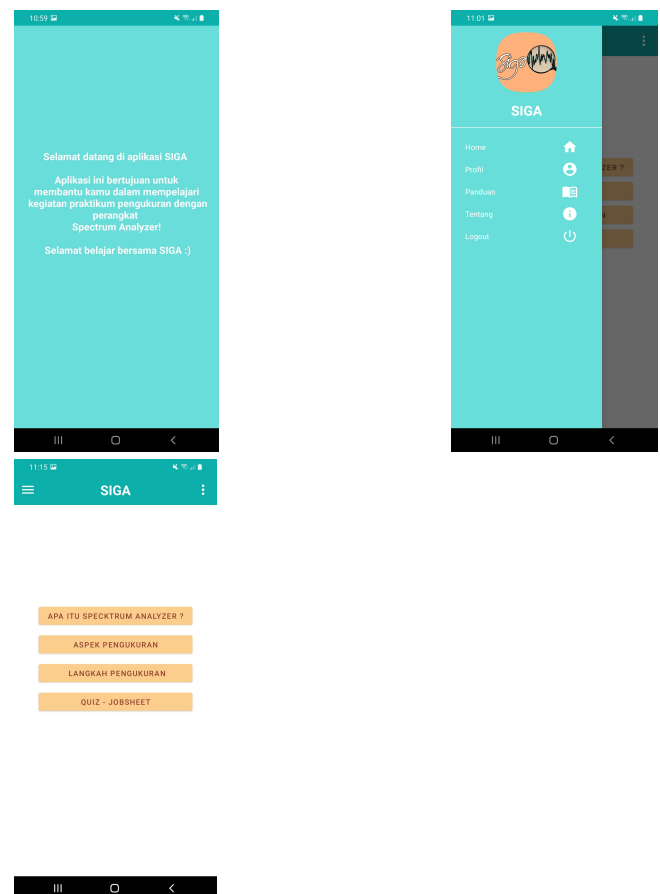 10:59
Selamat datang di aplikasi SIGA
Aplikasi ini bertujuan untuk
membantu kamu dalam mempelajari
kegiatan praktikum pengukuran dengan
perangkat
Spectrum Analyzer!
Selamat belajar bersama SIGA :)
11:01
Siga
SIGA
Home
Profil
Panduan
Tentang
Logout
ZER ?
N
11:15
SIGA
APA ITU SPECKTRUM ANALYZER ?
ASPEK PENGUKURAN
LANGKAH PENGUKURAN
QUIZ - JOBSHEET